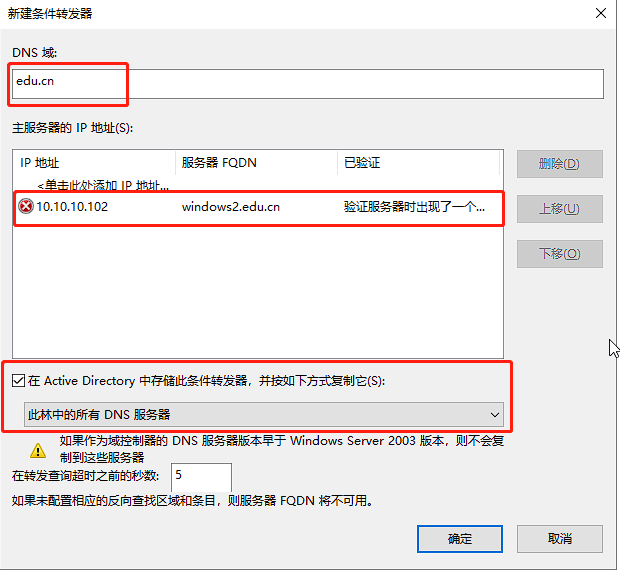 新建条件转发器
DNS 域:
edu.cn
主服务器的 IP 地址(S):
IP 地址 服务器 FQDN 已验证
<单击此处添加 IP 地址...
10.10.10.102 windows2.edu.cn 验证服务器时出现了一个...
删除(D)
上移(U)
下移(O)
在 Active Directory 中存储此条件转发器，并按如下方式复制它(S):
此林中的所有 DNS 服务器
如果作为域控制器的 DNS 服务器版本早于 Windows Server 2003 版本，则不会
复制到这些服务器
在转发查询超时之前的秒数: 5
如果未配置相应的反向查找区域和条目，则服务器 FQDN 将不可用。
确定 取消